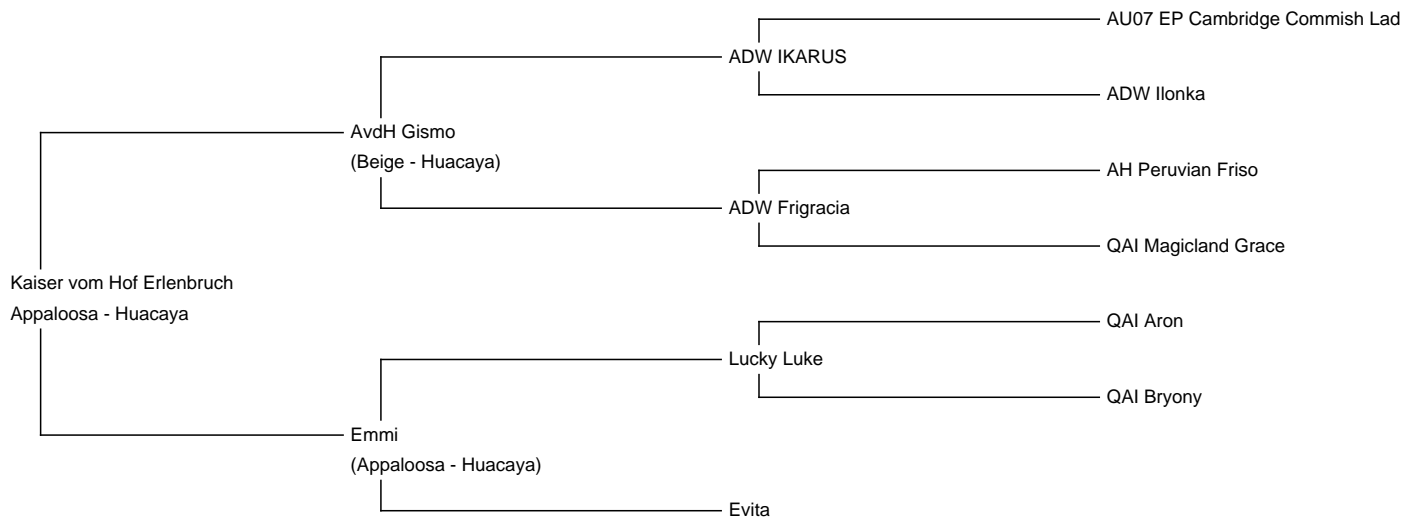 AU07 EP Cambridge Commish Lad
ADW IKARUS
ADW Ilonka
AvdH Gismo
(Beige - Huacaya)
AH Peruvian Friso
ADW Frigracia
QAI Magicland Grace
Kaiser vom Hof Erlenbruch
Appaloosa - Huacaya
QAI Aron
Lucky Luke
QAI Bryony
Emmi
(Appaloosa - Huacaya)
Evita